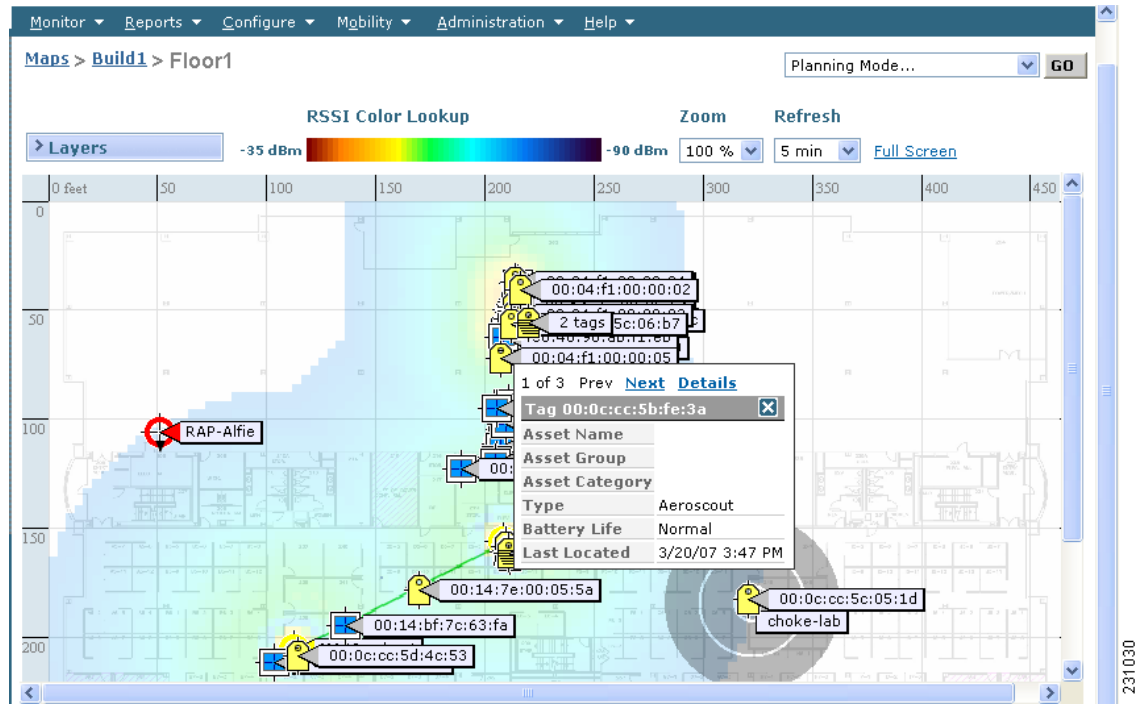 Monitor Reports Configure Mobility Administration Help
Maps > Build1 > Floor1
Planning Mode... GO
RSSI Color Lookup Zoom Refresh
Layers -35 dBm -90 dBm 100 % 5 min Full Screen
0 feet 50 100 150 200 250 300 350 400 450
0
00:04:f1:00:00:02
50
2 tags 5c:06:b7
00:04:f1:00:00:05
1 of 3 Prev Next Details
Tag 00:0c:cc:5b:fe:3a
100
RAP-Alfie
Asset Name
Asset Group
00:
Asset Category
Type Aeroscout
Battery Life Normal
150
Last Located 3/20/07 3:47 PM
00:14:7e:00:05:5a
00:0c:cc:5c:05:1d
choke-lab
00:14:bf:7c:63:fa
200
00:0c:cc:5d:4c:53
231030